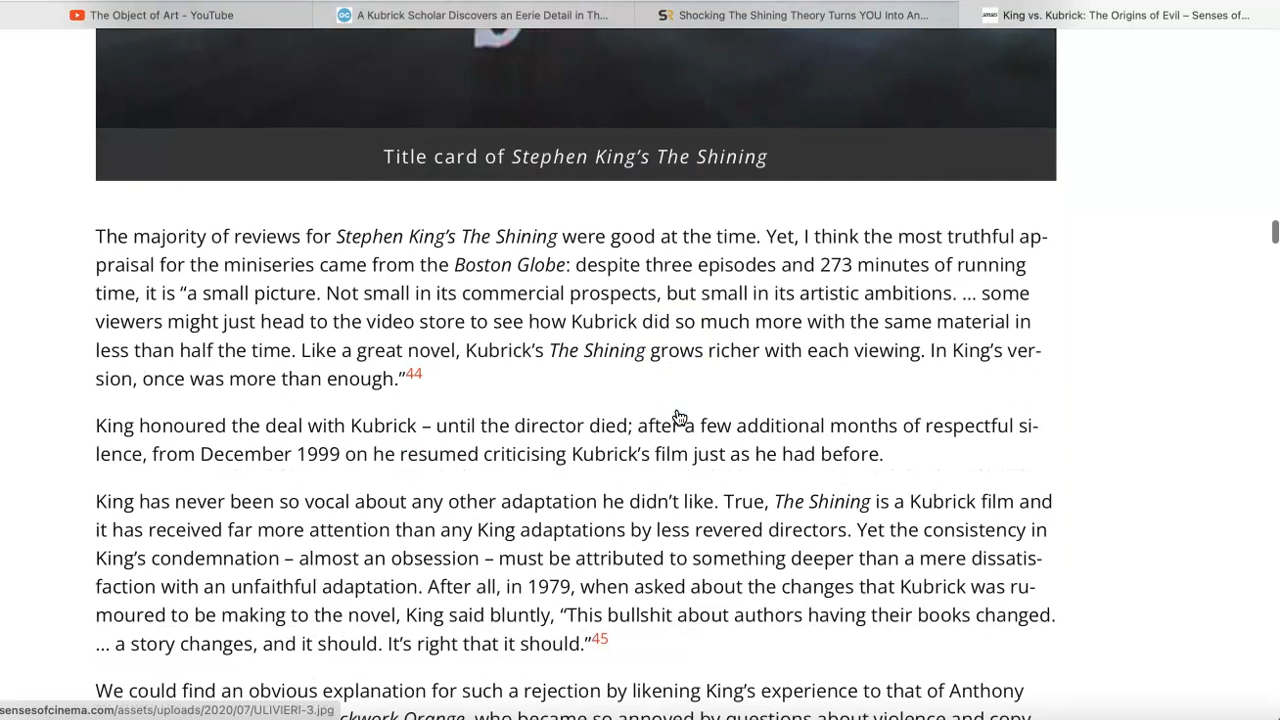 The Object of Art - YouTube
A Kubrick Scholar Discovers an Eerie Detail in Th...
Shocking The Shining Theory Turns YOU Into An...
King vs. Kubrick: The Origins of Evil – Senses of...
Title card of Stephen King's The Shining
The majority of reviews for Stephen King's The Shining were good at the time. Yet, I think the most truthful ap-
praisal for the miniseries came from the Boston Globe: despite three episodes and 273 minutes of running
time, it is “a small picture. Not small in its commercial prospects, but small in its artistic ambitions. … some
viewers might just head to the video store to see how Kubrick did so much more with the same material in
less than half the time. Like a great novel, Kubrick's The Shining grows richer with each viewing. In King's ver-
sion, once was more than enough.”44
King honoured the deal with Kubrick – until the director died; after a few additional months of respectful si-
lence, from December 1999 on he resumed criticising Kubrick's film just as he had before.
King has never been so vocal about any other adaptation he didn't like. True, The Shining is a Kubrick film and
it has received far more attention than any King adaptations by less revered directors. Yet the consistency in
King's condemnation – almost an obsession – must be attributed to something deeper than a mere dissatis-
faction with an unfaithful adaptation. After all, in 1979, when asked about the changes that Kubrick was ru-
moured to be making to the novel, King said bluntly, “This bullshit about authors having their books changed.
… a story changes, and it should. It's right that it should.”45
We could find an obvious explanation for such a rejection by likening King's experience to that of Anthony
sensesofcinema.com/assets/uploads/2020/07/ULIVIERI-3.jpg
ckwork Orange, who became so annoyed by questions about violence and copy